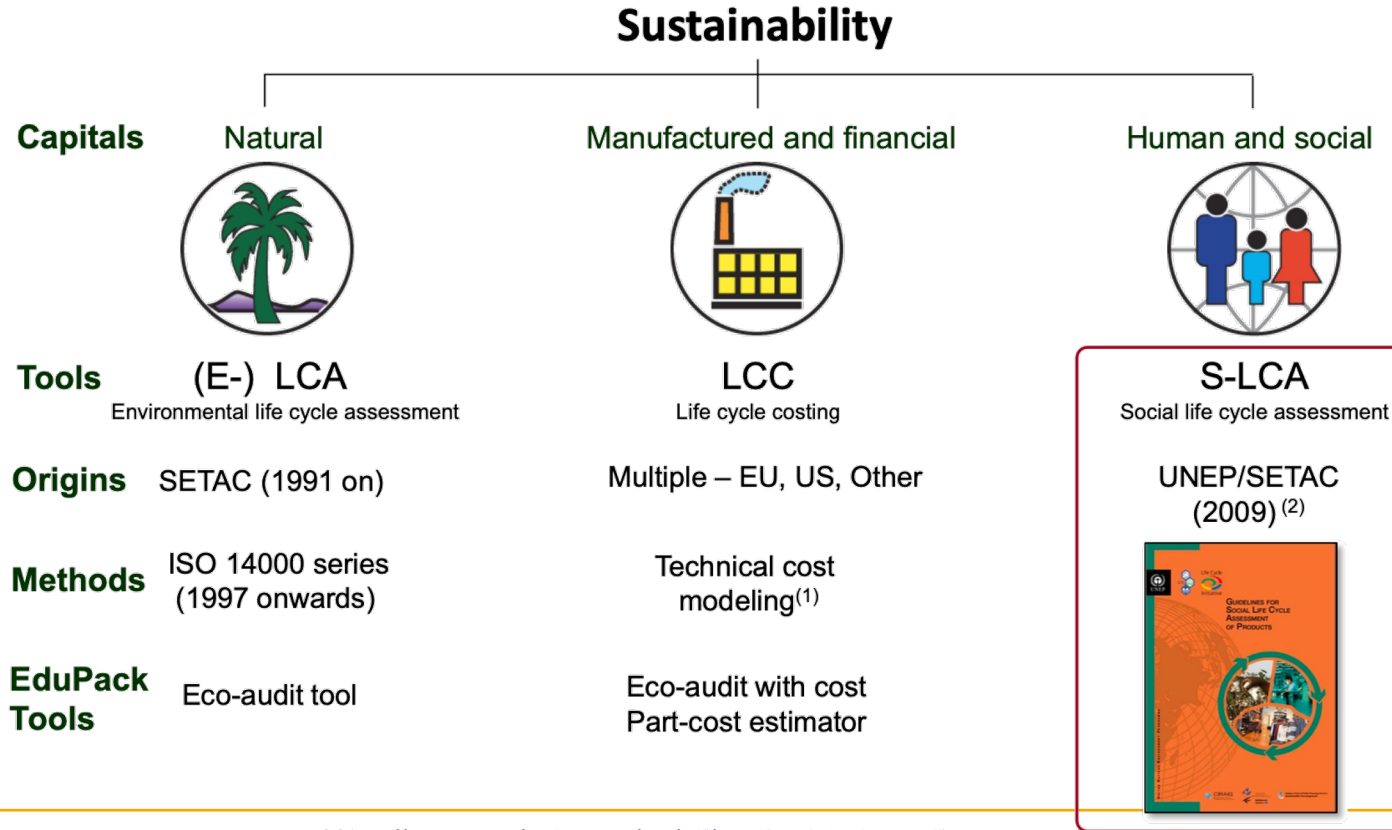 Sustainability
Capitals Natural Manufactured and financial Human and social
Tools (E-) LCA LCC S-LCA
Environmental life cycle assessment Life cycle costing Social life cycle assessment
Origins SETAC (1991 on) Multiple – EU, US, Other UNEP/SETAC
(2009) (2)
Methods ISO 14000 series
(1997 onwards)
Technical cost
modeling(1)
EduPack
Tools
Eco-audit tool
Eco-audit with cost
Part-cost estimator
UNEP
Life Cycle
Initiative
GUIDELINES FOR
SOCIAL LIFE CYCLE
ASSESSMENT
OF PRODUCTS
CIRAIG